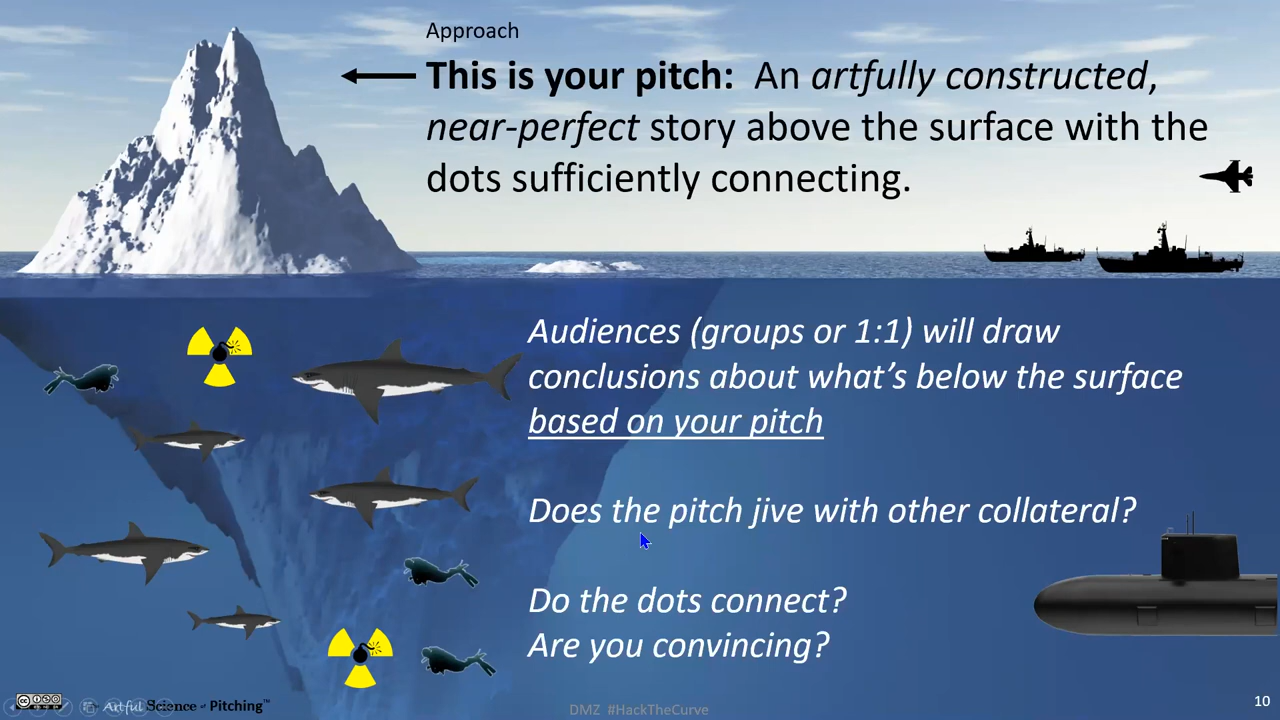 Approach
This is your pitch: An artfully constructed,
near-perfect story above the surface with the
dots sufficiently connecting.
Audiences (groups or 1:1) will draw
conclusions about what's below the surface
based on your pitch
Does the pitch jive with other collateral?
Do the dots connect?
Are you convincing?
Artful Science of Pitching™
DMZ #HackTheCurve
10